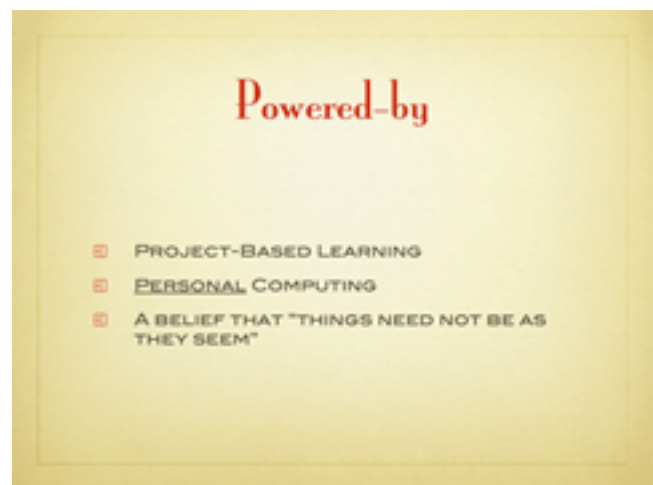 Powered-by
Project-Based Learning
Personal Computing
A belief that "things need not be as
they seem"